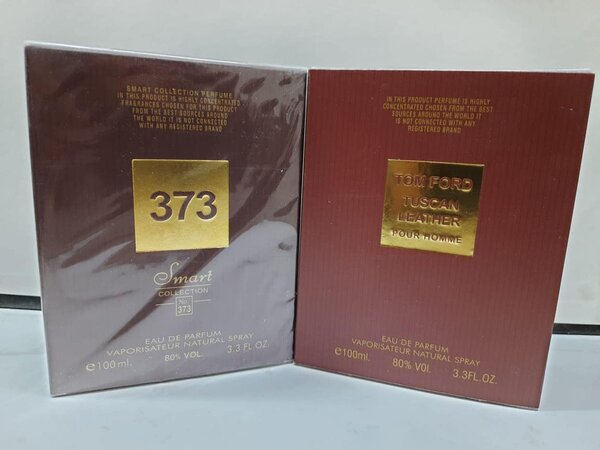 SMART COLLECTION PERFUME
IN THIS PRODUCT IS HIGHLY CONCENTRATED
FRAGRANCES CHOSEN FOR THIS PRODUCT
FROM THE BEST SOURCES AROUND
THE WORLD IT IS NOT CONNECTED
WITH ANY REGISTERED BRAND
373
Smart
COLLECTION
No.
373
EAU DE PARFUM
VAPORISATEUR NATURAL SPRAY
e100ml. 80% VOL. 3.3 FL.OZ.
IN THIS PRODUCT PERFUME IS HIGHLY
CONCENTRATED CHOSEN FROM THE BEST
SOURCES AROUND THE WORLD IT
IS NOT CONNECTED WITH ANY
REGISTERED BRAND
TOM FORD
TUSCAN
LEATHER
POUR HOMME
EAU DE PARFUM
VAPORISATEUR NATURAL SPRAY
e100ml. 80% VOl. 3.3FL.OZ.